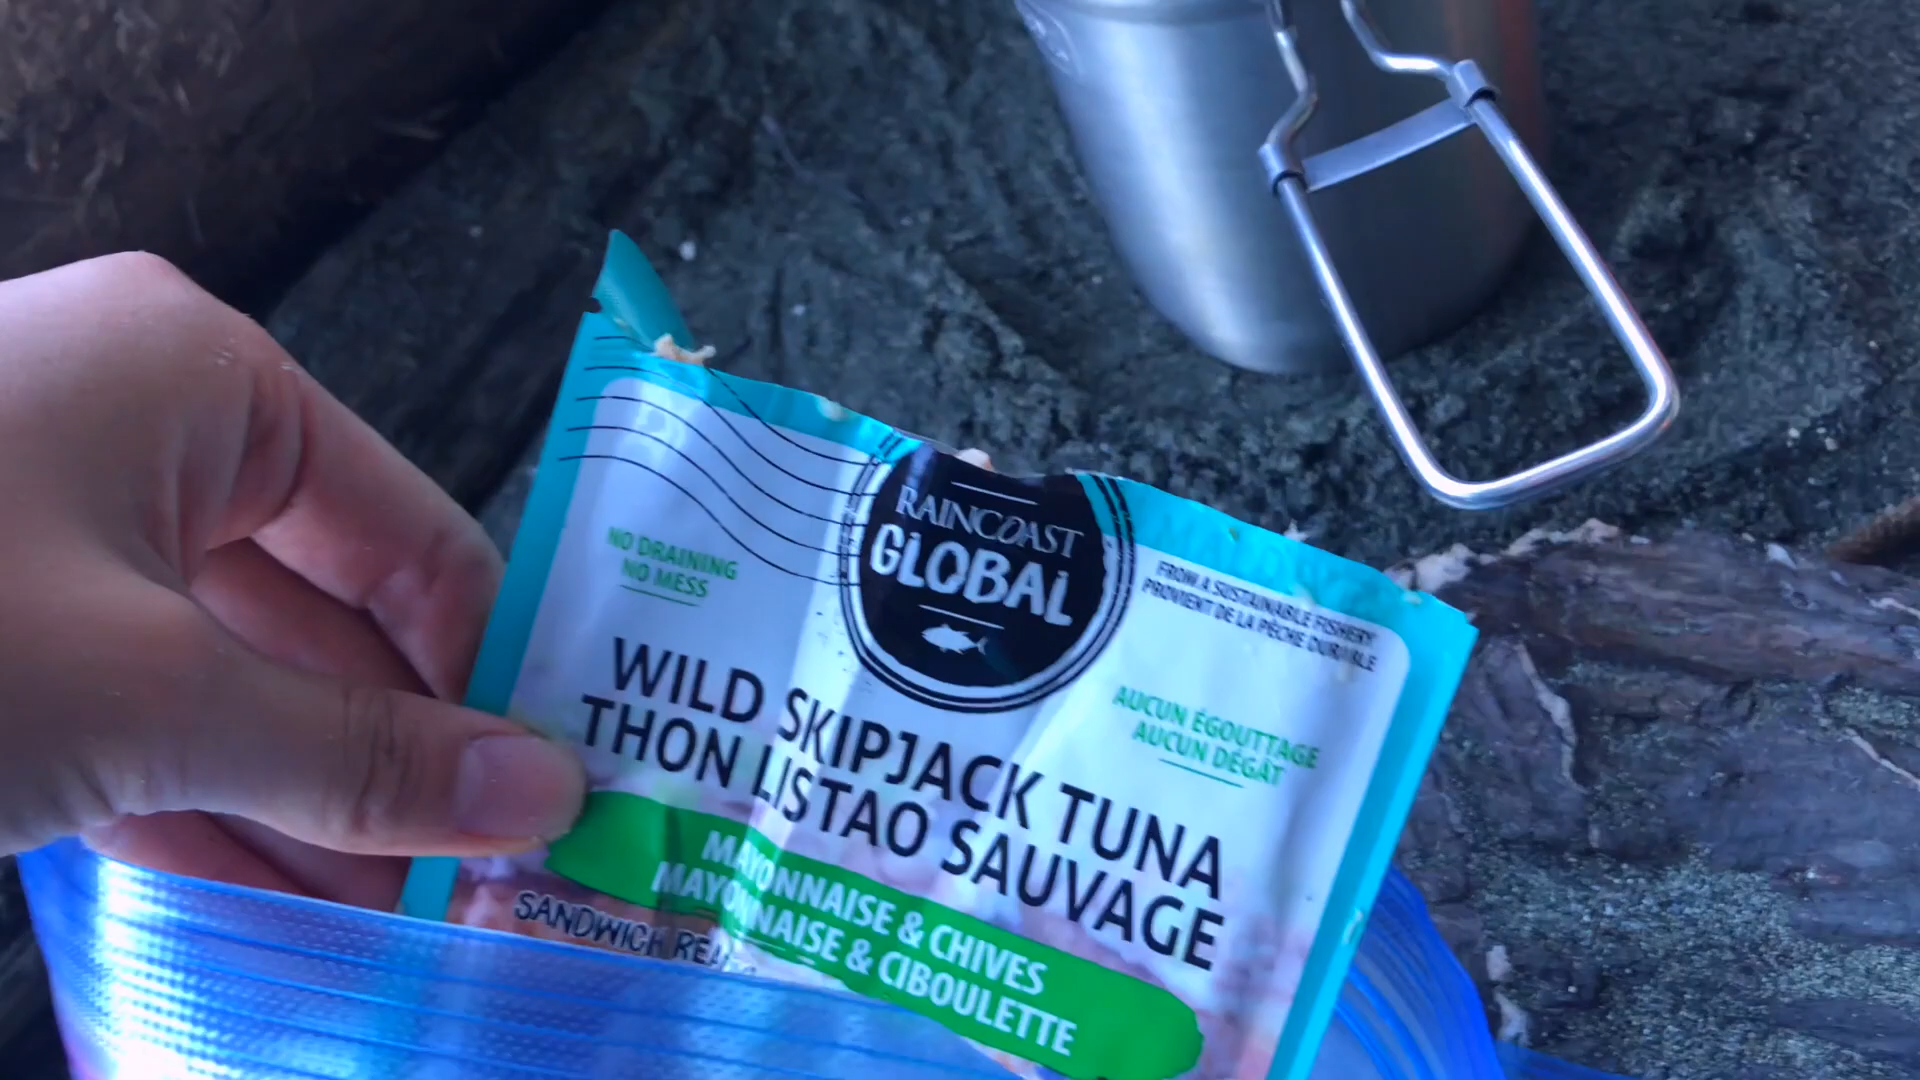 RAINCOAST
GLOBAL
NO DRAINING
NO MESS
FROM A SUSTAINABLE FISHERY
PROVIENT DE LA PÊCHE DURABLE
AUCUN ÉGOUTTAGE
AUCUN DÉGÂT
WILD SKIPJACK TUNA
THON LISTAO SAUVAGE
MAYONNAISE & CHIVES
MAYONNAISE & CIBOULETTE
SANDWICH